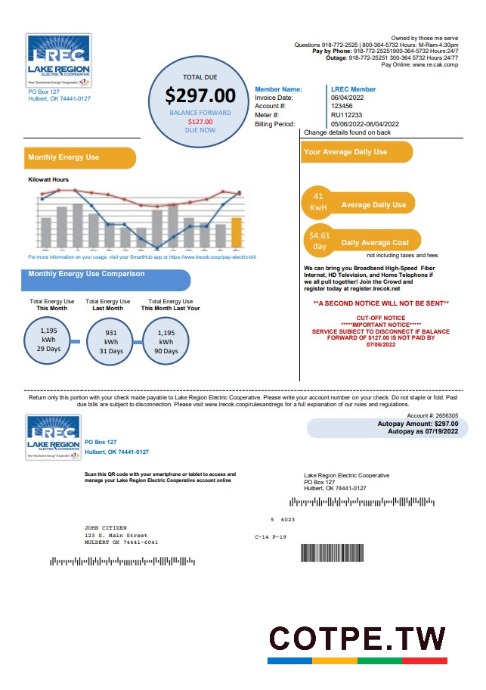 Owned by those me serve
Questions 918-772-2525 | 800-364-5732 Hours: M-Ram-4:30pm
Pay by Phone: 918-772-25251900-364-5732 Hours:24/7
Outage: 918-772-25251 300-364 5732 Hours:24/77
Pay Online: www.re.cak.comp
LREC
LAKE REGION
ELECTRIC COOPERATIVE
PO Box 127
Hulbert, OK 74441-0127
TOTAL DUE
$297.00
BALANCE FORWARD
$127.00
DUE NOW
Member Name: LREC Member
Invoice Date: 06/04/2022
Account #: 123456
Meter #: RU112233
Billing Period: 05/06/2022-06/04/2022
Change details found on back
Monthly Energy Use
Kilowatt Hours
For more information on your usage, visit your SmartHub app or https://www.lrecok.coop/pay-electric-bill
Monthly Energy Use Comparison
Total Energy Use This Month
Total Energy Use Last Month
Total Energy Use This Month Last Your
1,195 kWh 29 Days
931 kWh 31 Days
1,195 kWh 90 Days
Your Average Daily Use
41 KwH
Average Daily Use
$4.61 day
Daily Average Cost
not including taxes and fees
We can bring you Broadband High-Speed Fiber
Internet, HD Television, and Home Telephone if
we all pull together! Join the Crowd and
register today at register.lrecok.net
**A SECOND NOTICE WILL NOT BE SENT**
CUT-OFF NOTICE
*****IMPORTANT NOTICE*****
SERVICE SUBJECT TO DISCONNECT IF BALANCE
FORWARD OF $127.00 IS NOT PAID BY
07/06/2022
Return only this portion with your check made payable to Lake Region Electric Cooperative. Please write your account number on your check. Do not staple or fold. Past
due bills are subject to disconnection. Please visit www.lrecok.coop/rulesandregs for a full explanation of our rules and regulations.
LREC
LAKE REGION
ELECTRIC COOPERATIVE
PO Box 127
Hulbert, OK 74441-0127
Account #: 2656305
Autopay Amount: $297.00
Autopay as 07/19/2022
Scan this QR code with your smartphone or tablet to access and
manage your Lake Region Electric Cooperative account online
Lake Region Electric Cooperative
PO Box 127
Hulbert, OK 74441-0127
5 6023
C-14 P-19
JOHN CITIZEN
123 S. Main Street
MULDERT OK 74441-6041
COTPE.TW